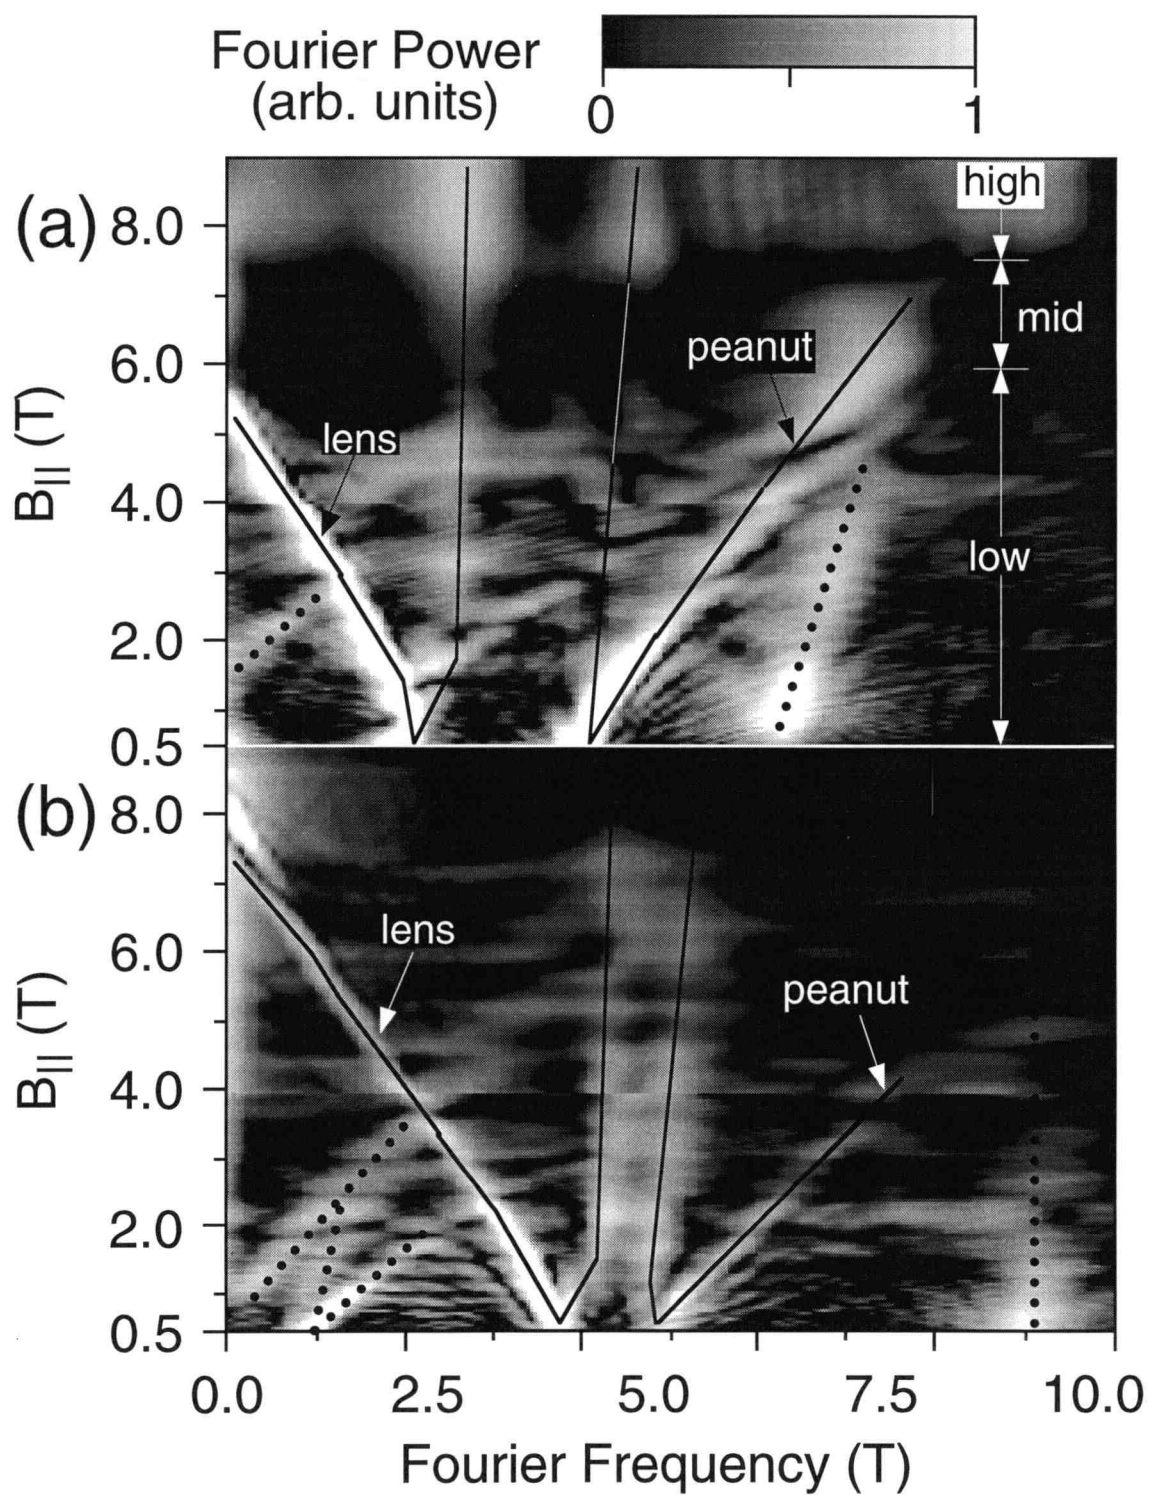 Fourier Power
(arb. units)
0 1
(a)
8.0
6.0
4.0
2.0
0.5
B|| (T)
high
mid
low
peanut
lens
(b)
8.0
6.0
4.0
2.0
0.5
B|| (T)
lens
peanut
0.0 2.5 5.0 7.5 10.0
Fourier Frequency (T)